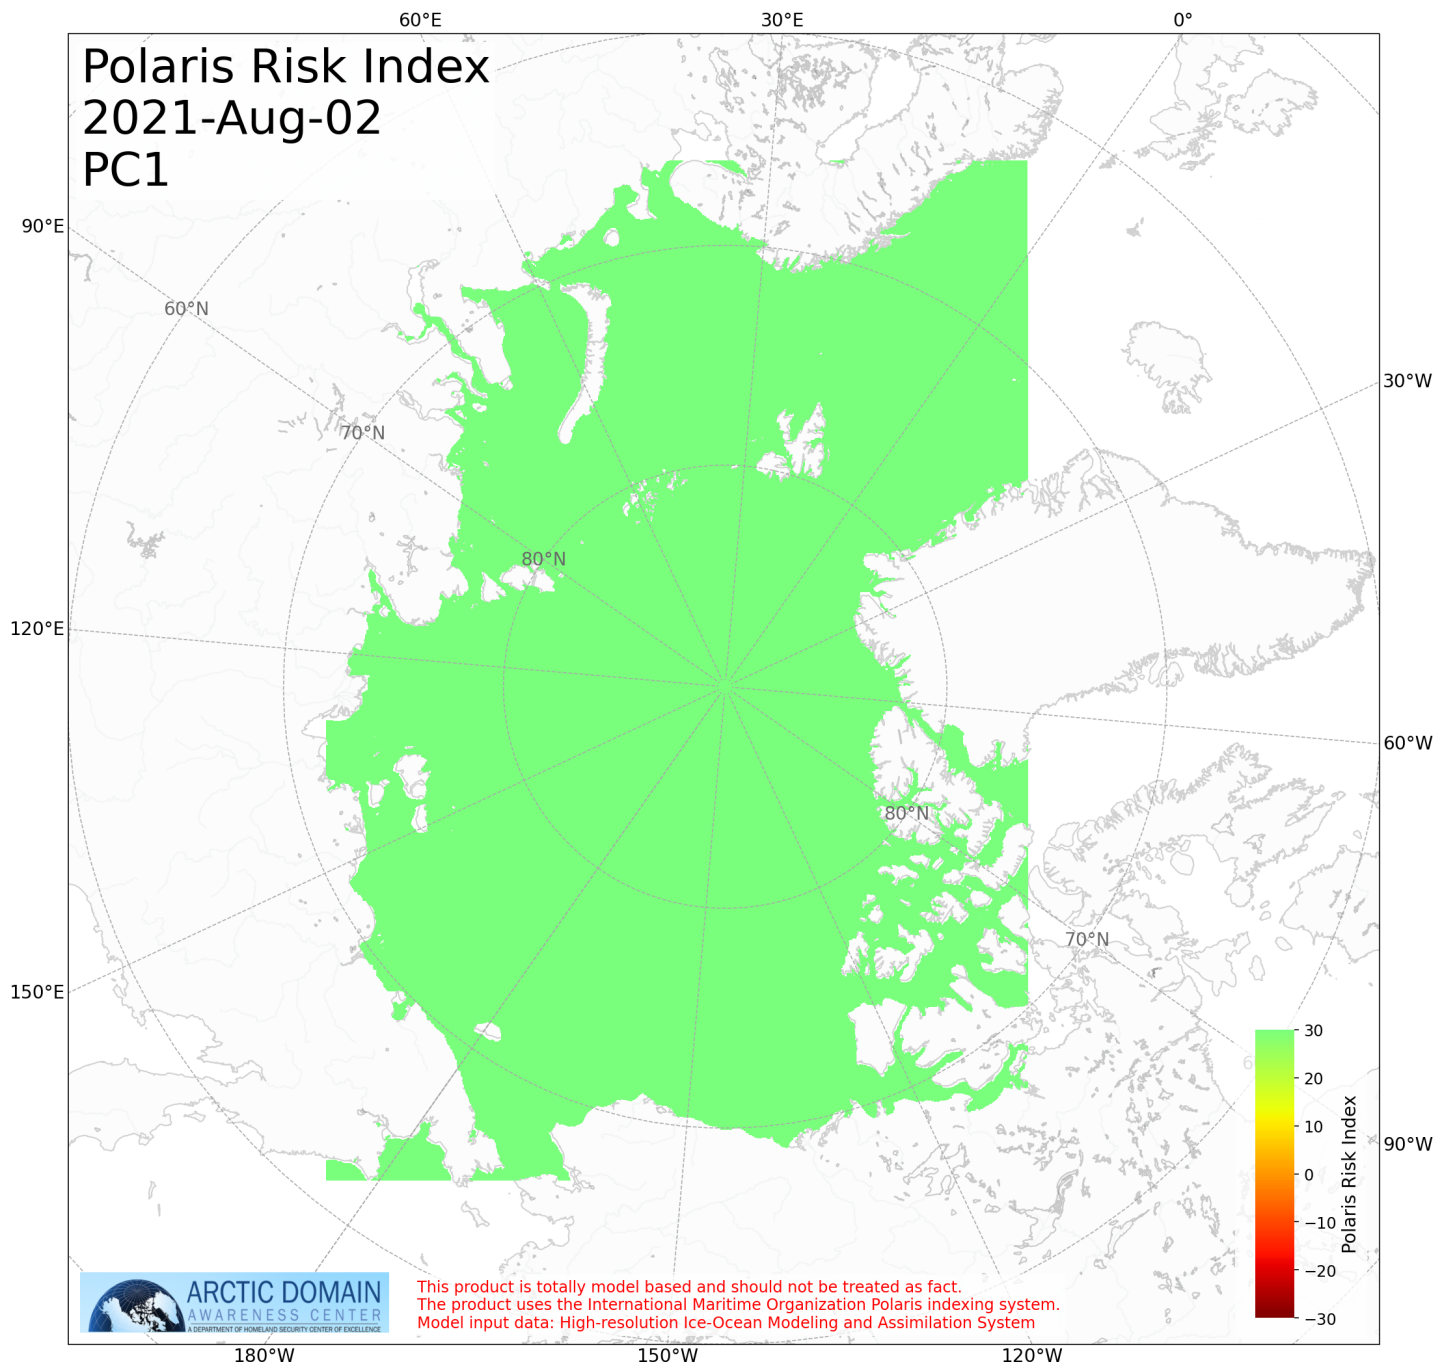 60°E 30°E 0°
Polaris Risk Index
2021-Aug-02
PC1
90°E
60°N
30°W
70°N
80°N
120°E
60°W
80°N
70°N
150°E
30
20
10
0
−10
−20
−30
Polaris Risk Index
90°W
ARCTIC DOMAIN
AWARENESS CENTER
A DEPARTMENT OF HOMELAND SECURITY CENTER OF EXCELLENCE
This product is totally model based and should not be treated as fact.
The product uses the International Maritime Organization Polaris indexing system.
Model input data: High-resolution Ice-Ocean Modeling and Assimilation System
180°W 150°W 120°W